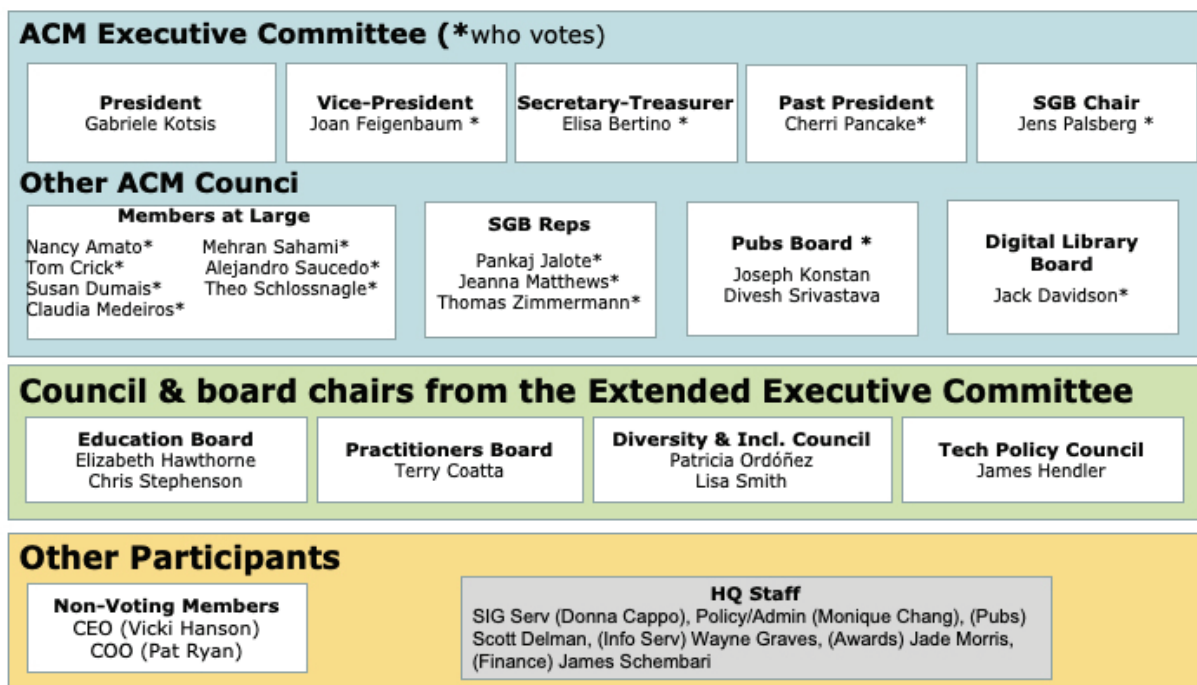 ACM Executive Committee (*who votes)
President
Gabriele Kotsis
Vice-President
Joan Feigenbaum *
Secretary-Treasurer
Elisa Bertino *
Past President
Cherri Pancake*
SGB Chair
Jens Palsberg *
Other ACM Counci
Members at Large
Nancy Amato*
Tom Crick*
Susan Dumais*
Claudia Medeiros*
Mehran Sahami*
Alejandro Saucedo*
Theo Schlossnagle*
SGB Reps
Pankaj Jalote*
Jeanna Matthews*
Thomas Zimmermann*
Pubs Board *
Joseph Konstan
Divesh Srivastava
Digital Library
Board
Jack Davidson*
Council & board chairs from the Extended Executive Committee
Education Board
Elizabeth Hawthorne
Chris Stephenson
Practitioners Board
Terry Coatta
Diversity & Incl. Council
Patricia Ordóñez
Lisa Smith
Tech Policy Council
James Hendler
Other Participants
Non-Voting Members
CEO (Vicki Hanson)
COO (Pat Ryan)
HQ Staff
SIG Serv (Donna Cappo), Policy/Admin (Monique Chang), (Pubs)
Scott Delman, (Info Serv) Wayne Graves, (Awards) Jade Morris,
(Finance) James Schembari